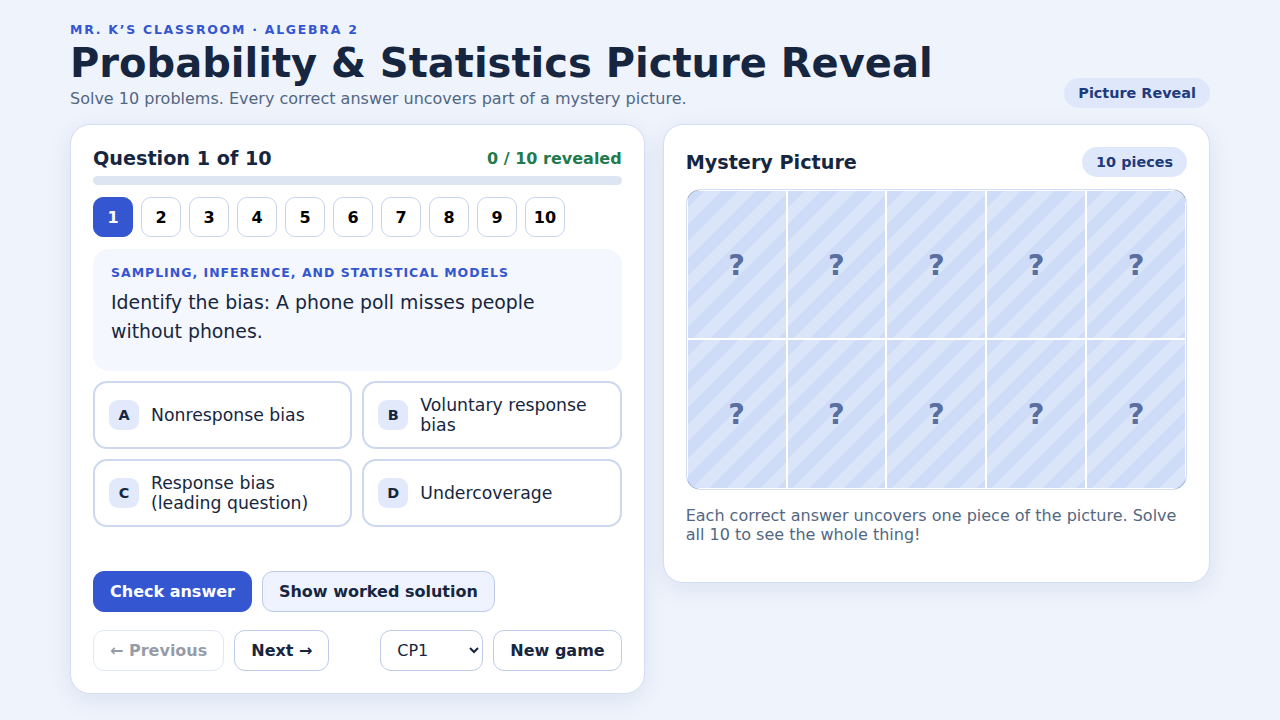 MR. K’S CLASSROOM · ALGEBRA 2
Probability & Statistics Picture Reveal
Solve 10 problems. Every correct answer uncovers part of a mystery picture.
Picture Reveal
Question 1 of 10
0 / 10 revealed
1 2 3 4 5 6 7 8 9 10
SAMPLING, INFERENCE, AND STATISTICAL MODELS
Identify the bias: A phone poll misses people
without phones.
A Nonresponse bias
B Voluntary response
bias
C Response bias
(leading question)
D Undercoverage
Check answer
Show worked solution
← Previous
Next →
CP1
New game
Mystery Picture
10 pieces
? ? ? ? ?
? ? ? ? ?
Each correct answer uncovers one piece of the picture. Solve
all 10 to see the whole thing!